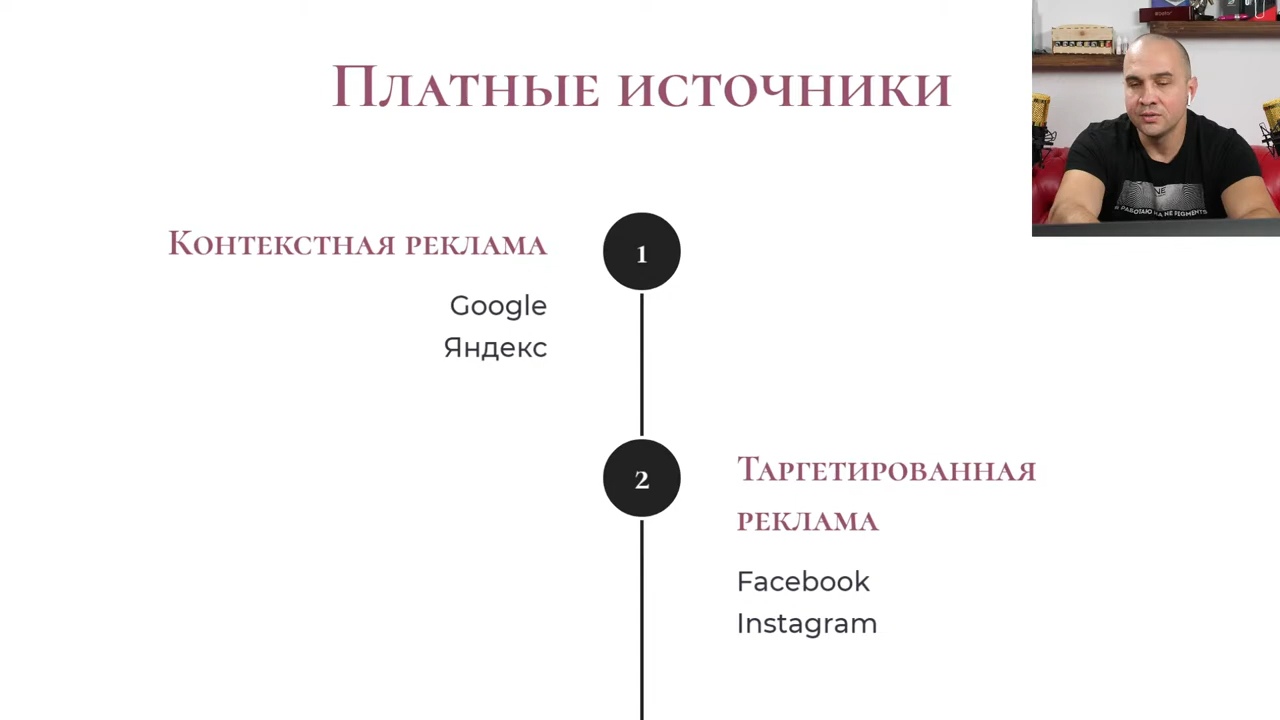 Платные источники
Контекстная реклама
1
Google
Яндекс
2
Таргетированная
реклама
Facebook
Instagram